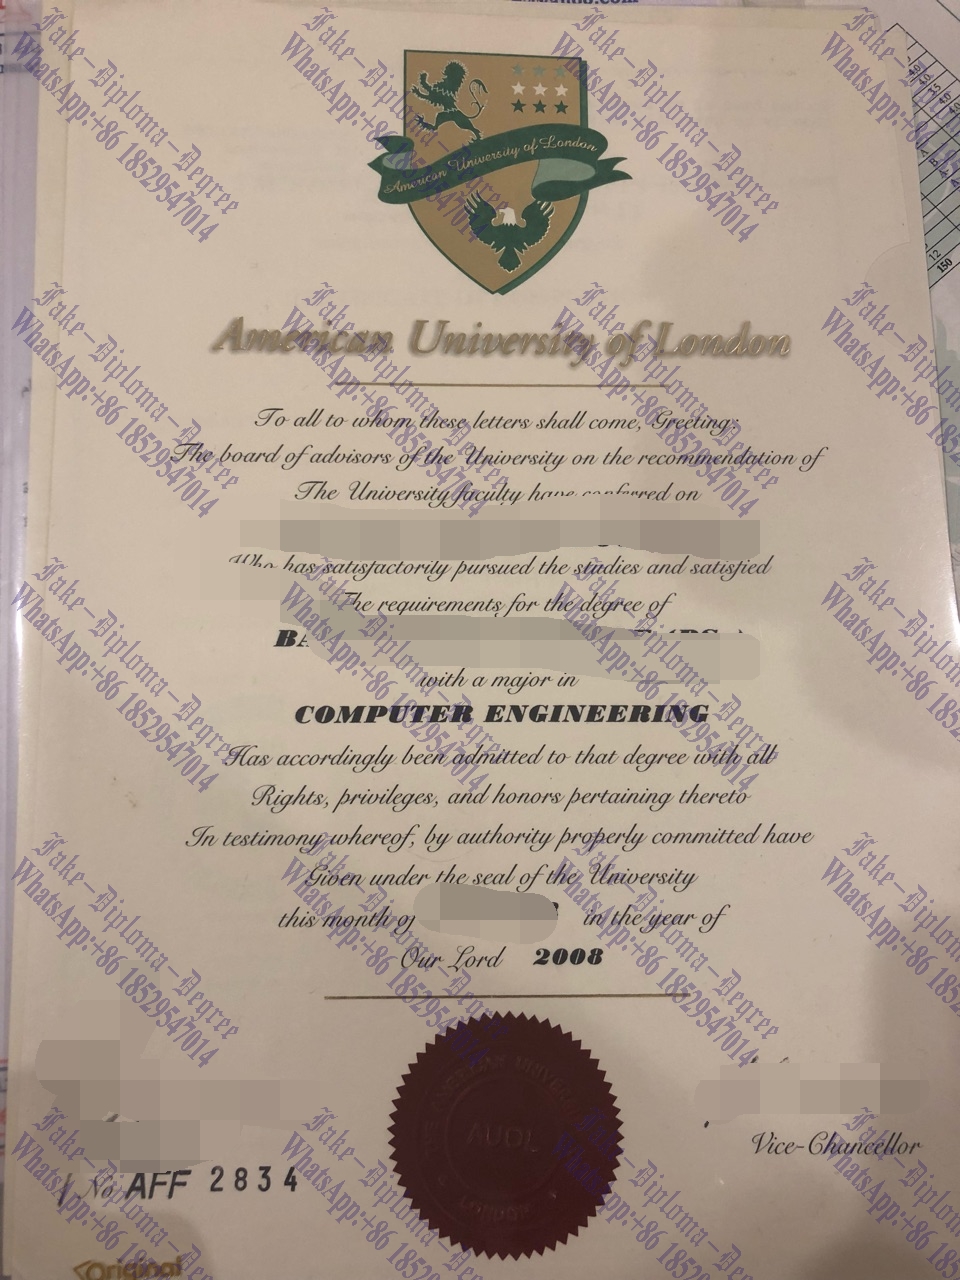 American University of London
American University of London
To all to whom these letters shall come, Greeting:
The board of advisors of the University on the recommendation of
The University faculty have conferred on
Who has satisfactority pursued the studies and satisfied
The requirements for the degree of
BA
with a major in
COMPUTER ENGINEERING
Has accordingly been admitted to that degree with all
Rights, privileges, and honors pertaining thereto
In testimony whereof, by authority properly committed have
Given under the seal of the University
this month of in the year of
Our Lord 2008
AUOL
LONDON
Vice-Chancellor
No AFF 2834
Original
Fake-Diploma-Degree
WhatsApp:+86 18529547014